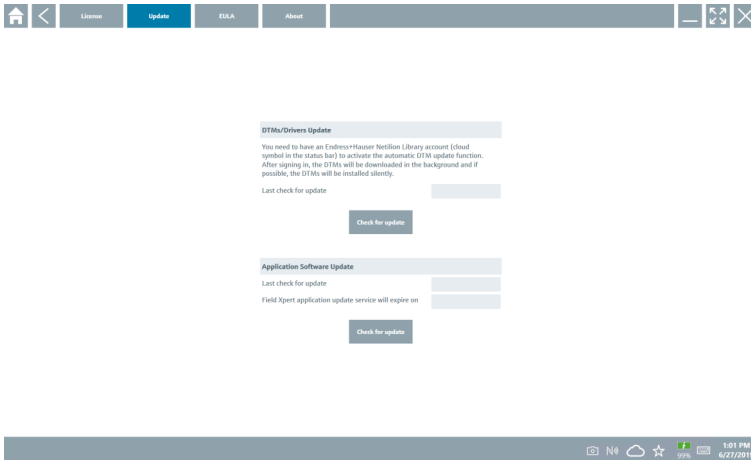 License Update EULA About
DTMs/Drivers Update
You need to have an Endress+Hauser Netilion Library account (cloud
symbol in the status bar) to activate the automatic DTM update function.
After signing in, the DTMs will be downloaded in the background and if
possible, the DTMs will be installed silently.
Last check for update
Check for update
Application Software Update
Last check for update
Field Xpert application update service will expire on
Check for update
99%
1:01 PM
6/27/201